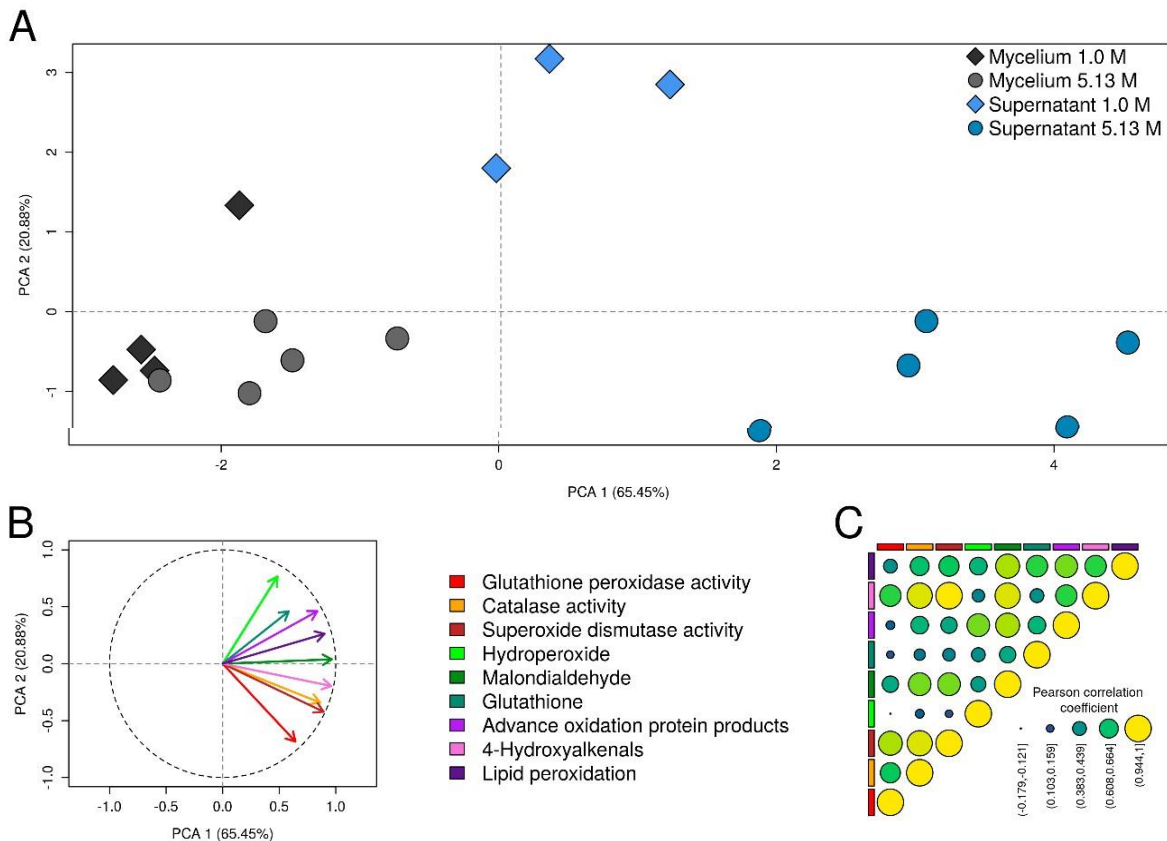 A
Mycelium 1.0 M
Mycelium 5.13 M
Supernatant 1.0 M
Supernatant 5.13 M
3
2
1
0
-1
PCA 2 (20.88%)
-2
0
2
4
PCA 1 (65.45%)
B
1.0
0.5
0.0
-0.5
-1.0
PCA 2 (20.88%)
-1.0
-0.5
0.0
0.5
1.0
PCA 1 (65.45%)
Glutathione peroxidase activity
Catalase activity
Superoxide dismutase activity
Hydroperoxide
Malondialdehyde
Glutathione
Advance oxidation protein products
4-Hydroxyalkenals
Lipid peroxidation
C
Pearson correlation
coefficient
(-0.179,-0.121]
(0.103,0.159]
(0.383,0.439]
(0.608,0.664]
(0.944,1]